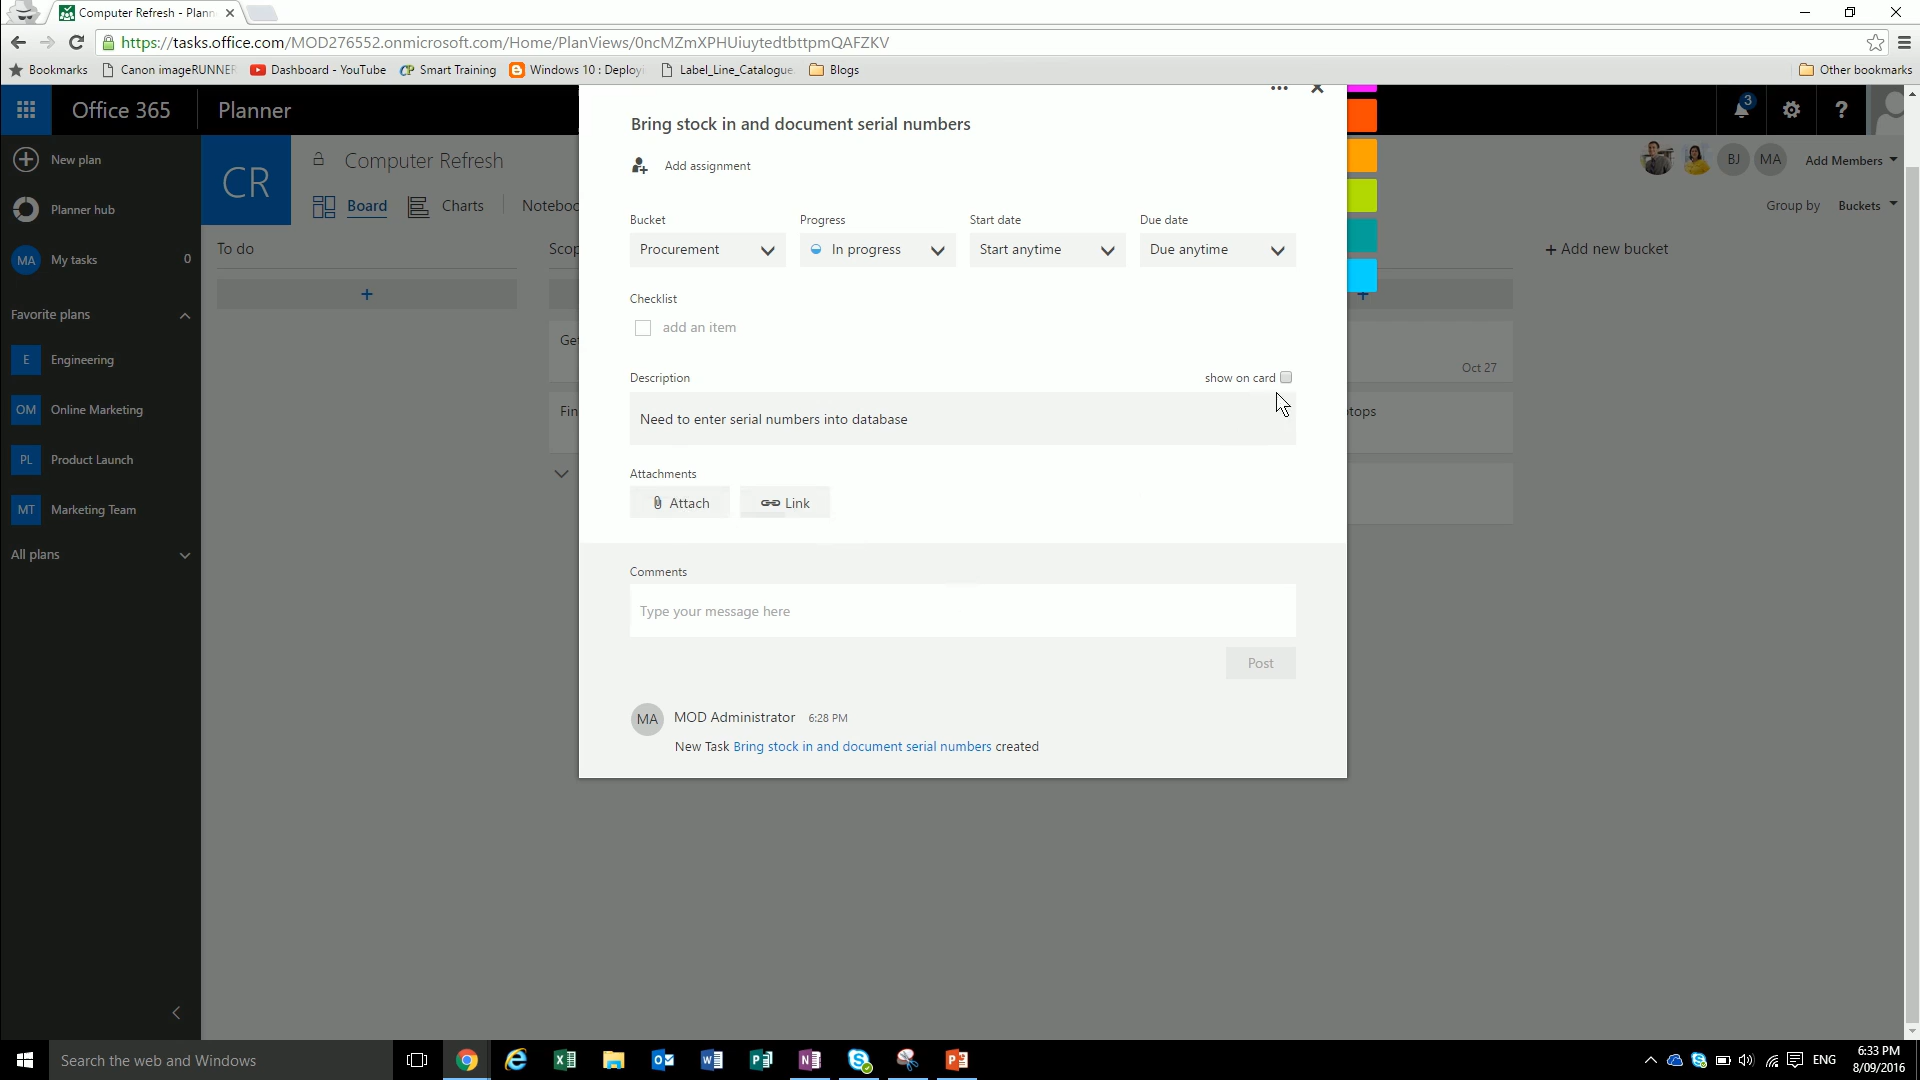 Computer Refresh - Plann
https://tasks.office.com/MOD276552.onmicrosoft.com/Home/PlanViews/0ncMZmXPHUiuytedtbttpmQAFZKV
Bookmarks
Canon imageRUNNER
Dashboard - YouTube
Smart Training
Windows 10 : Deployi
Label_Line_Catalogue
Blogs
Other bookmarks
Office 365
Planner
3
?
New plan
Planner hub
MA
My tasks
0
Favorite plans
E
Engineering
OM
Online Marketing
PL
Product Launch
MT
Marketing Team
All plans
CR
Computer Refresh
Board
Charts
Noteboo
BJ
MA
Add Members
Group by
Buckets
To do
Scop
+ Add new bucket
+
+
Ge
Oct 27
Fin
tops
Bring stock in and document serial numbers
Add assignment
Bucket
Progress
Start date
Due date
Procurement
In progress
Start anytime
Due anytime
Checklist
add an item
Description
show on card
Need to enter serial numbers into database
Attachments
Attach
Link
Comments
Type your message here
Post
MA
MOD Administrator
6:28 PM
New Task Bring stock in and document serial numbers created
Search the web and Windows
ENG
6:33 PM
8/09/2016